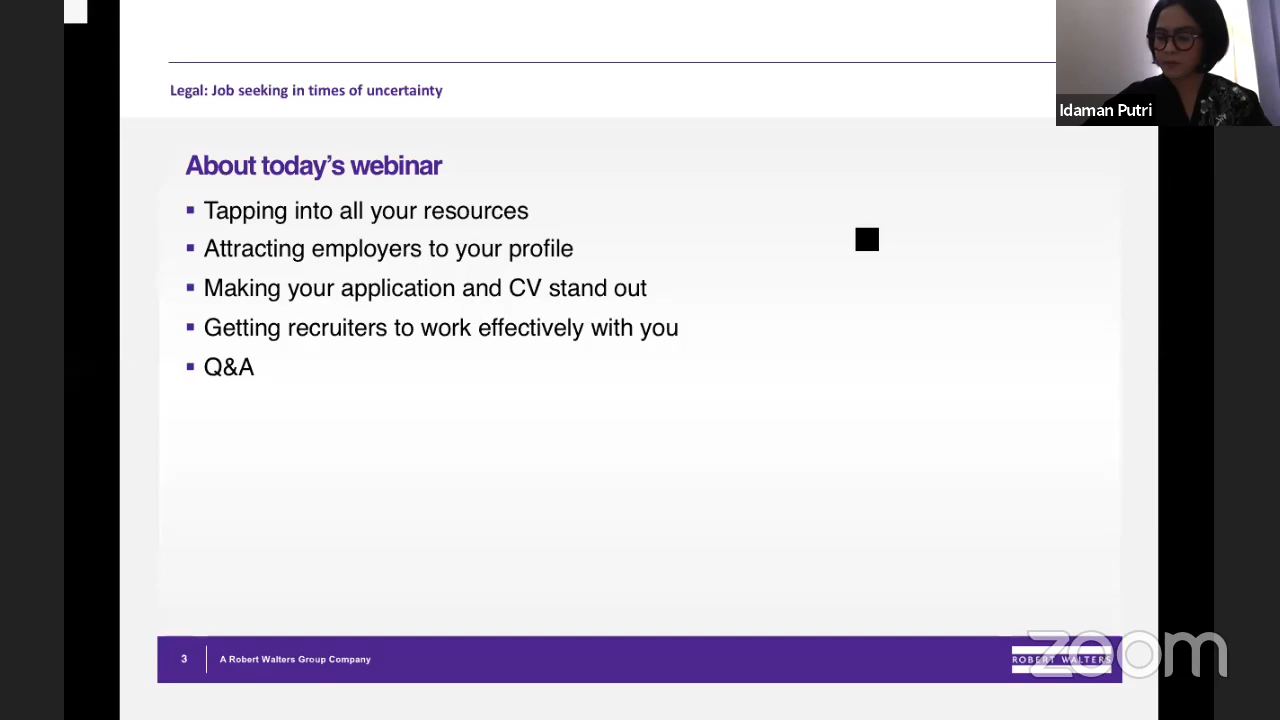 Legal: Job seeking in times of uncertainty
Idaman Putri
About today's webinar
Tapping into all your resources
Attracting employers to your profile
Making your application and CV stand out
Getting recruiters to work effectively with you
Q&A
3
A Robert Walters Group Company
ROBERT WALTERS
zoom